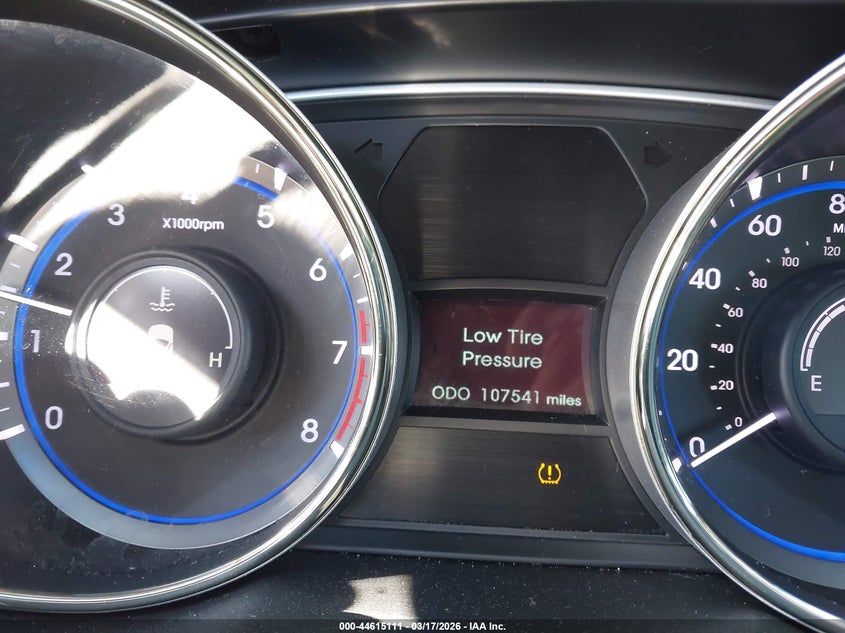 0 1 2 3 4 5 6 7 8
X1000rpm
H
Low Tire
Pressure
ODO 107541 miles
0 20 40 60
0 20 40 60 80 100 120
E
000-44615111 - 03/17/2026 - IAA Inc.